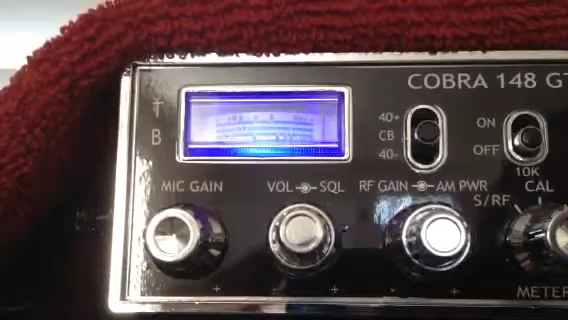 COBRA 148 GT
T
B
40+
CB
40-
ON
OFF
10K
MIC GAIN
VOL SQL
RF GAIN AM PWR
CAL
S/RF
- +
- +
METER